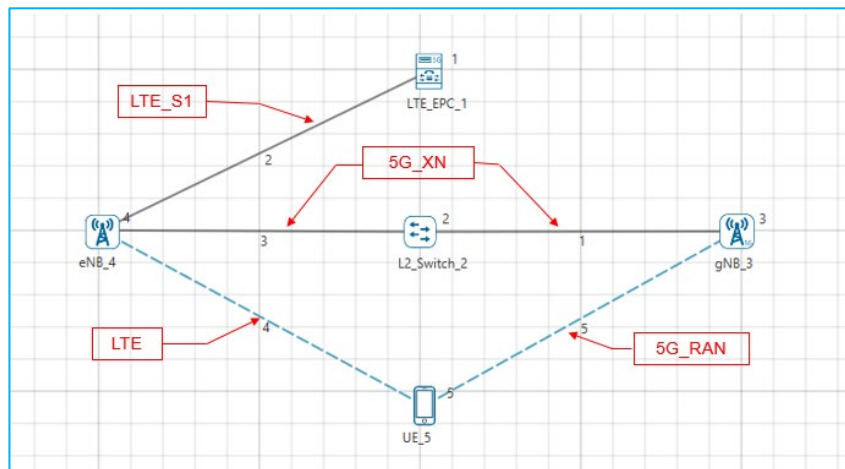 1
LTE_EPC_1
LTE_S1
2
5G_XN
4
eNB_4
3
2
L2_Switch_2
1
3
gNB_3
5G
LTE
4
5
5G_RAN
5
UE_5